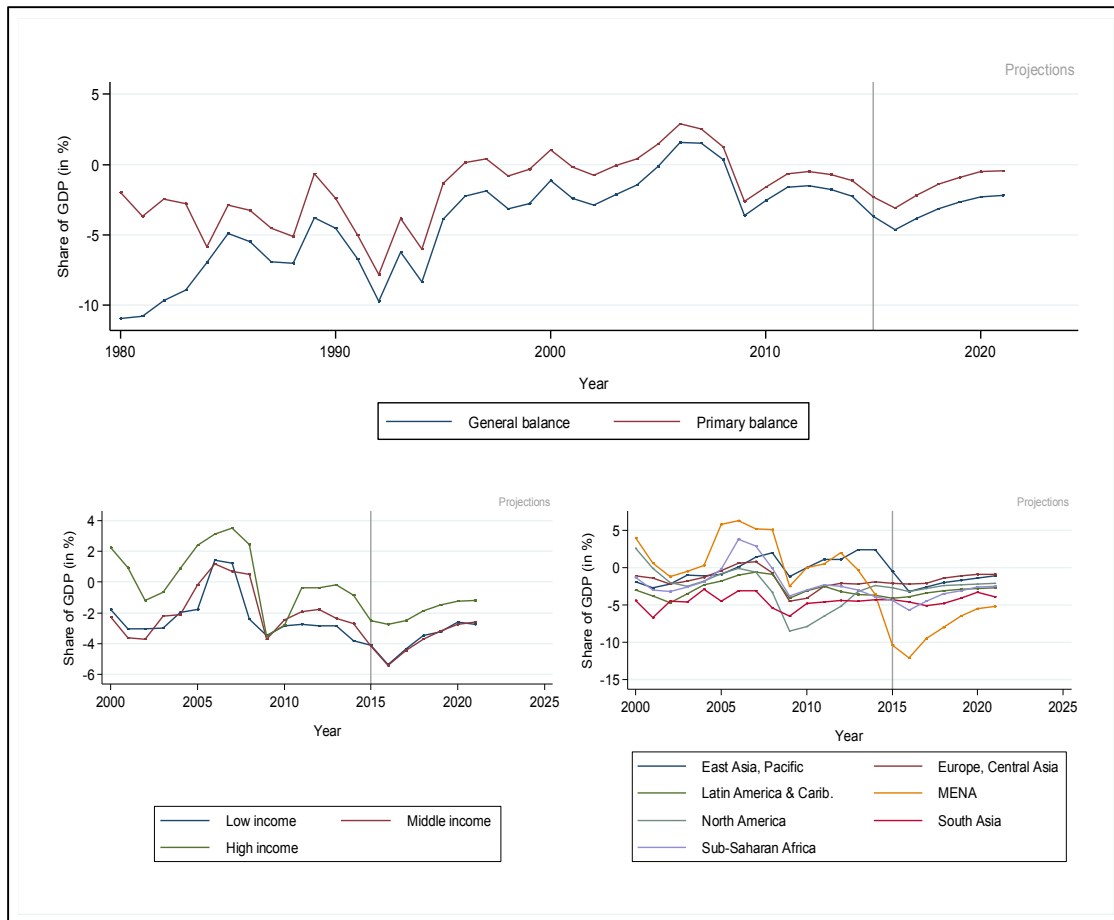 Projections
Share of GDP (in %)
5
0
-5
-10
1980
1990
2000
2010
2020
Year
General balance
Primary balance
Projections
Share of GDP (in %)
4
2
0
-2
-4
-6
2000
2005
2010
2015
2020
2025
Year
Low income
Middle income
High income
Projections
Share of GDP (in %)
5
0
-5
-10
-15
2000
2005
2010
2015
2020
2025
Year
East Asia, Pacific
Europe, Central Asia
Latin America & Carib.
MENA
North America
South Asia
Sub-Saharan Africa